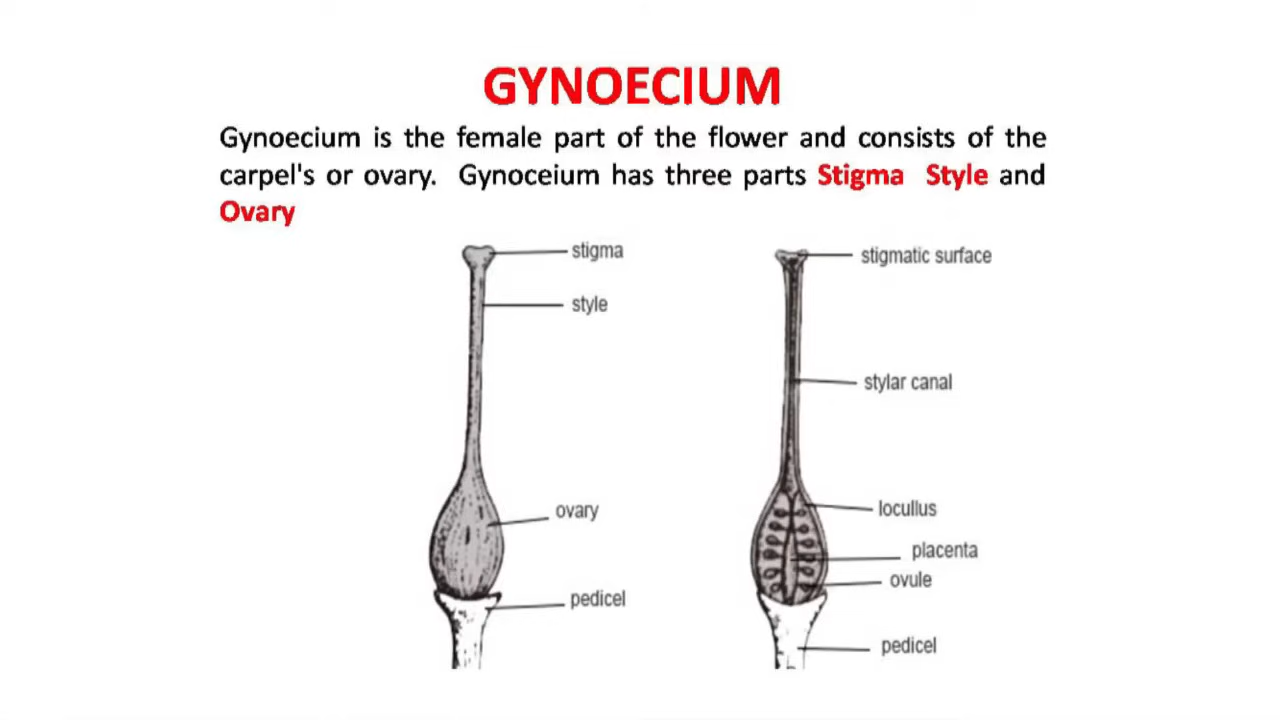 GYNOECIUM
Gynoecium is the female part of the flower and consists of the
carpel's or ovary. Gynoceium has three parts Stigma Style and
Ovary
stigma
style
ovary
pedicel
stigmatic surface
stylar canal
locullus
placenta
ovule
pedicel